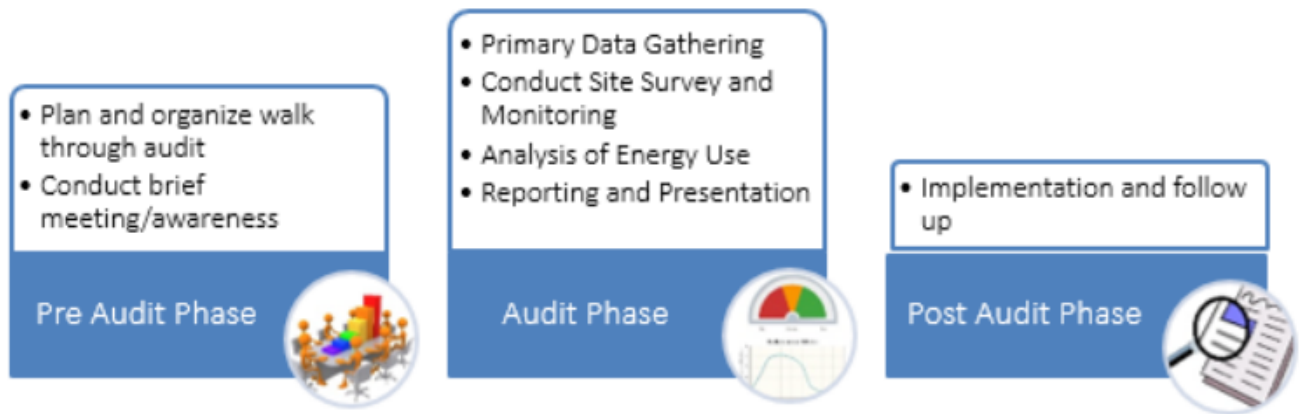 • Plan and organize walk
through audit
• Conduct brief
meeting/awareness
Pre Audit Phase
• Primary Data Gathering
• Conduct Site Survey and
Monitoring
• Analysis of Energy Use
• Reporting and Presentation
Audit Phase
• Implementation and follow
up
Post Audit Phase